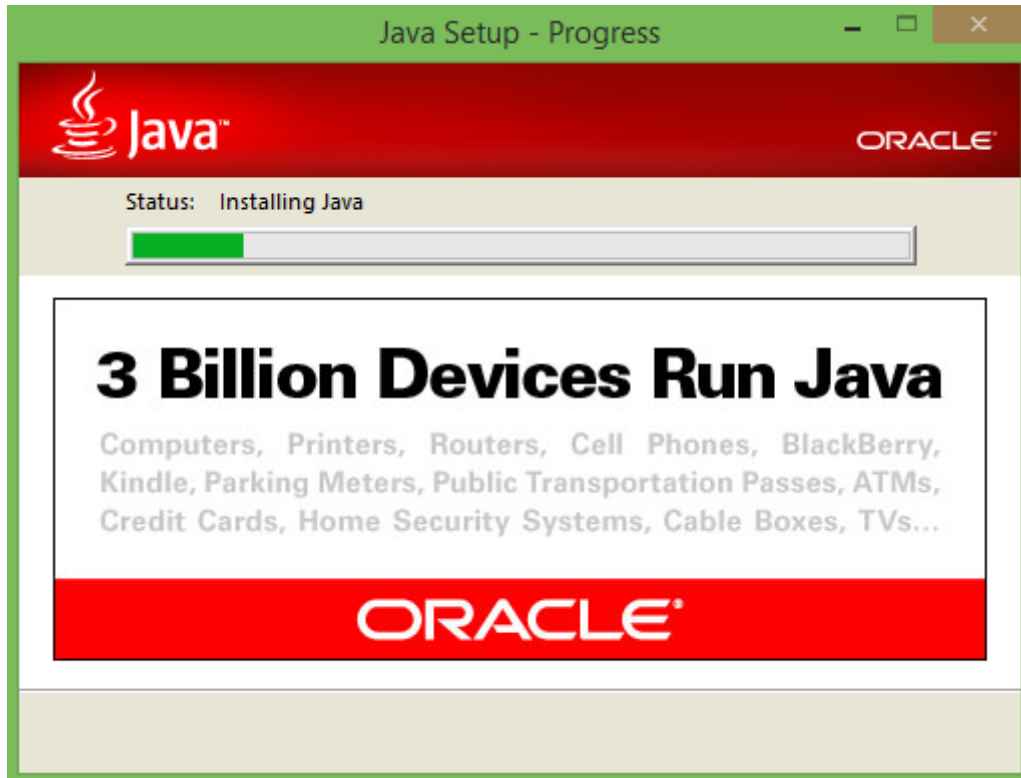 Java Setup - Progress
Java™
ORACLE®
Status: Installing Java
3 Billion Devices Run Java
Computers, Printers, Routers, Cell Phones, BlackBerry,
Kindle, Parking Meters, Public Transportation Passes, ATMs,
Credit Cards, Home Security Systems, Cable Boxes, TVs...
ORACLE®